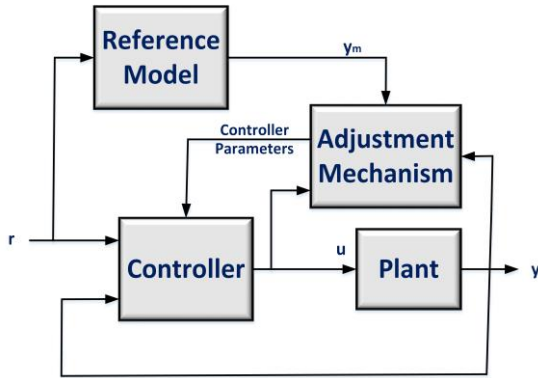 Reference
Model
ym
Controller
Parameters
Adjustment
Mechanism
r
Controller
u
Plant
y